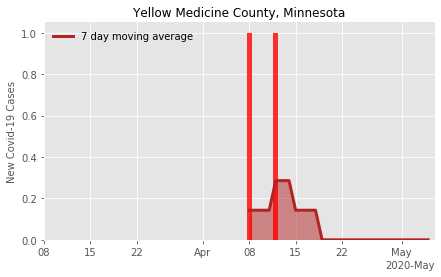 Yellow Medicine County, Minnesota
7 day moving average
New Covid-19 Cases
1.0
0.8
0.6
0.4
0.2
0.0
08 15 22 Apr 08 15 22 May
2020-May